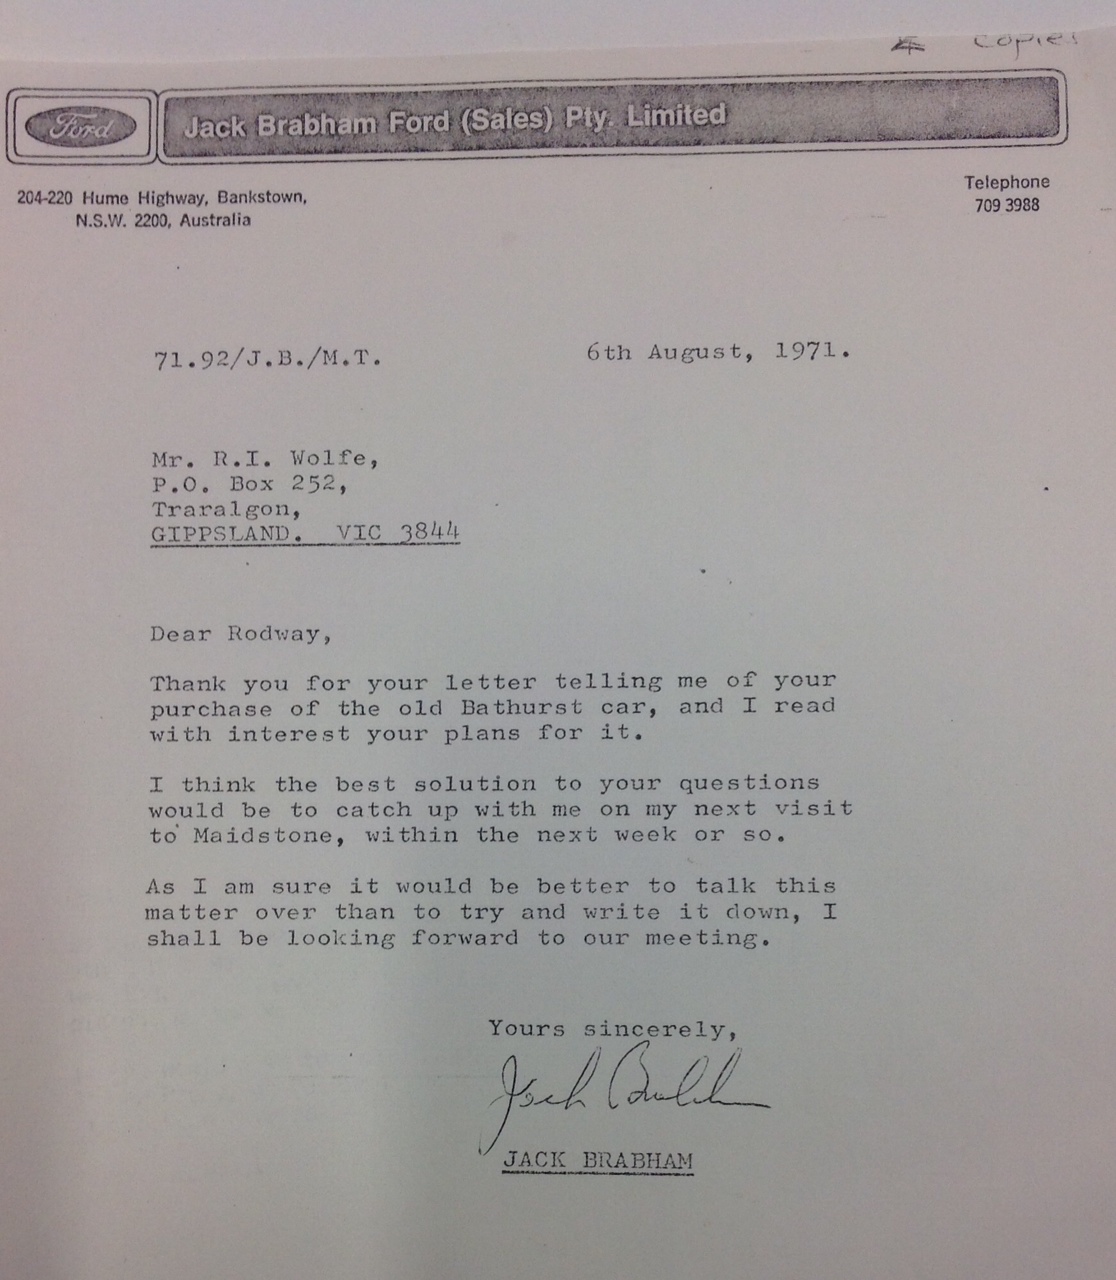 4 copies
Ford
Jack Brabham Ford (Sales) Pty. Limited
204-220 Hume Highway, Bankstown,
N.S.W. 2200, Australia
Telephone
709 3988
71.92/J.B./M.T.
6th August, 1971.
Mr. R.I. Wolfe,
P.O. Box 252,
Traralgon,
GIPPSLAND. VIC 3844
Dear Rodway,
Thank you for your letter telling me of your
purchase of the old Bathurst car, and I read
with interest your plans for it.
I think the best solution to your questions
would be to catch up with me on my next visit
to Maidstone, within the next week or so.
As I am sure it would be better to talk this
matter over than to try and write it down, I
shall be looking forward to our meeting.
Yours sincerely,
Jack Brabham
JACK BRABHAM